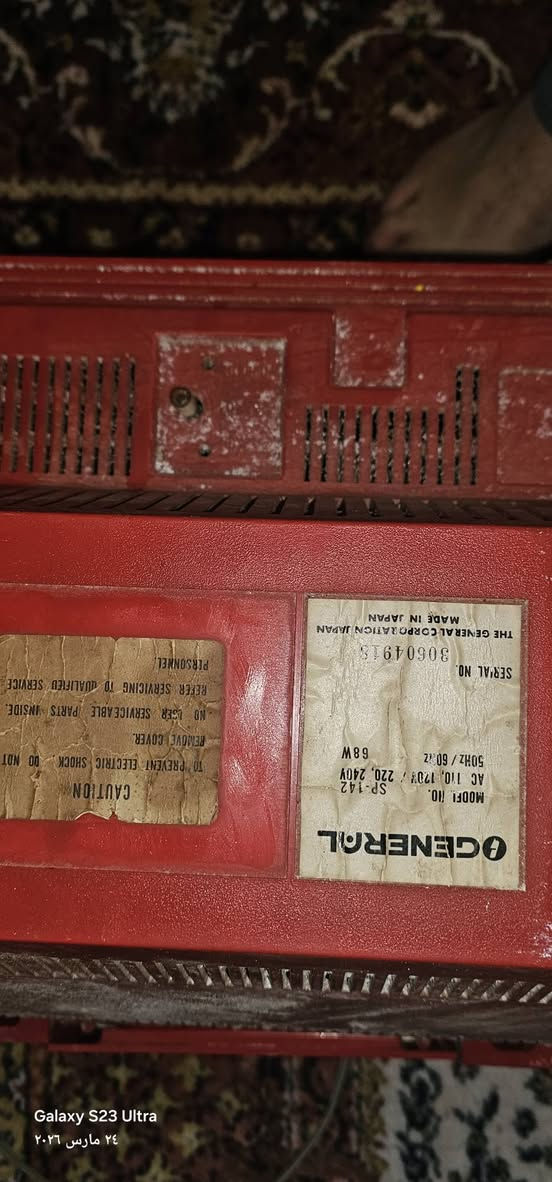 GENERAL
MODEL NO. SP-142
AC 110, 120V / 220, 240V
50Hz / 60Hz 68W
SERIAL NO. 30604915
THE GENERAL CORPORATION JAPAN
MADE IN JAPAN
CAUTION
TO PREVENT ELECTRIC SHOCK DO NOT
REMOVE COVER.
NO USER SERVICEABLE PARTS INSIDE.
REFER SERVICING TO QUALIFIED SERVICE
PERSONNEL.
Galaxy S23 Ultra
٢٤ مارس ٢٠٢٦